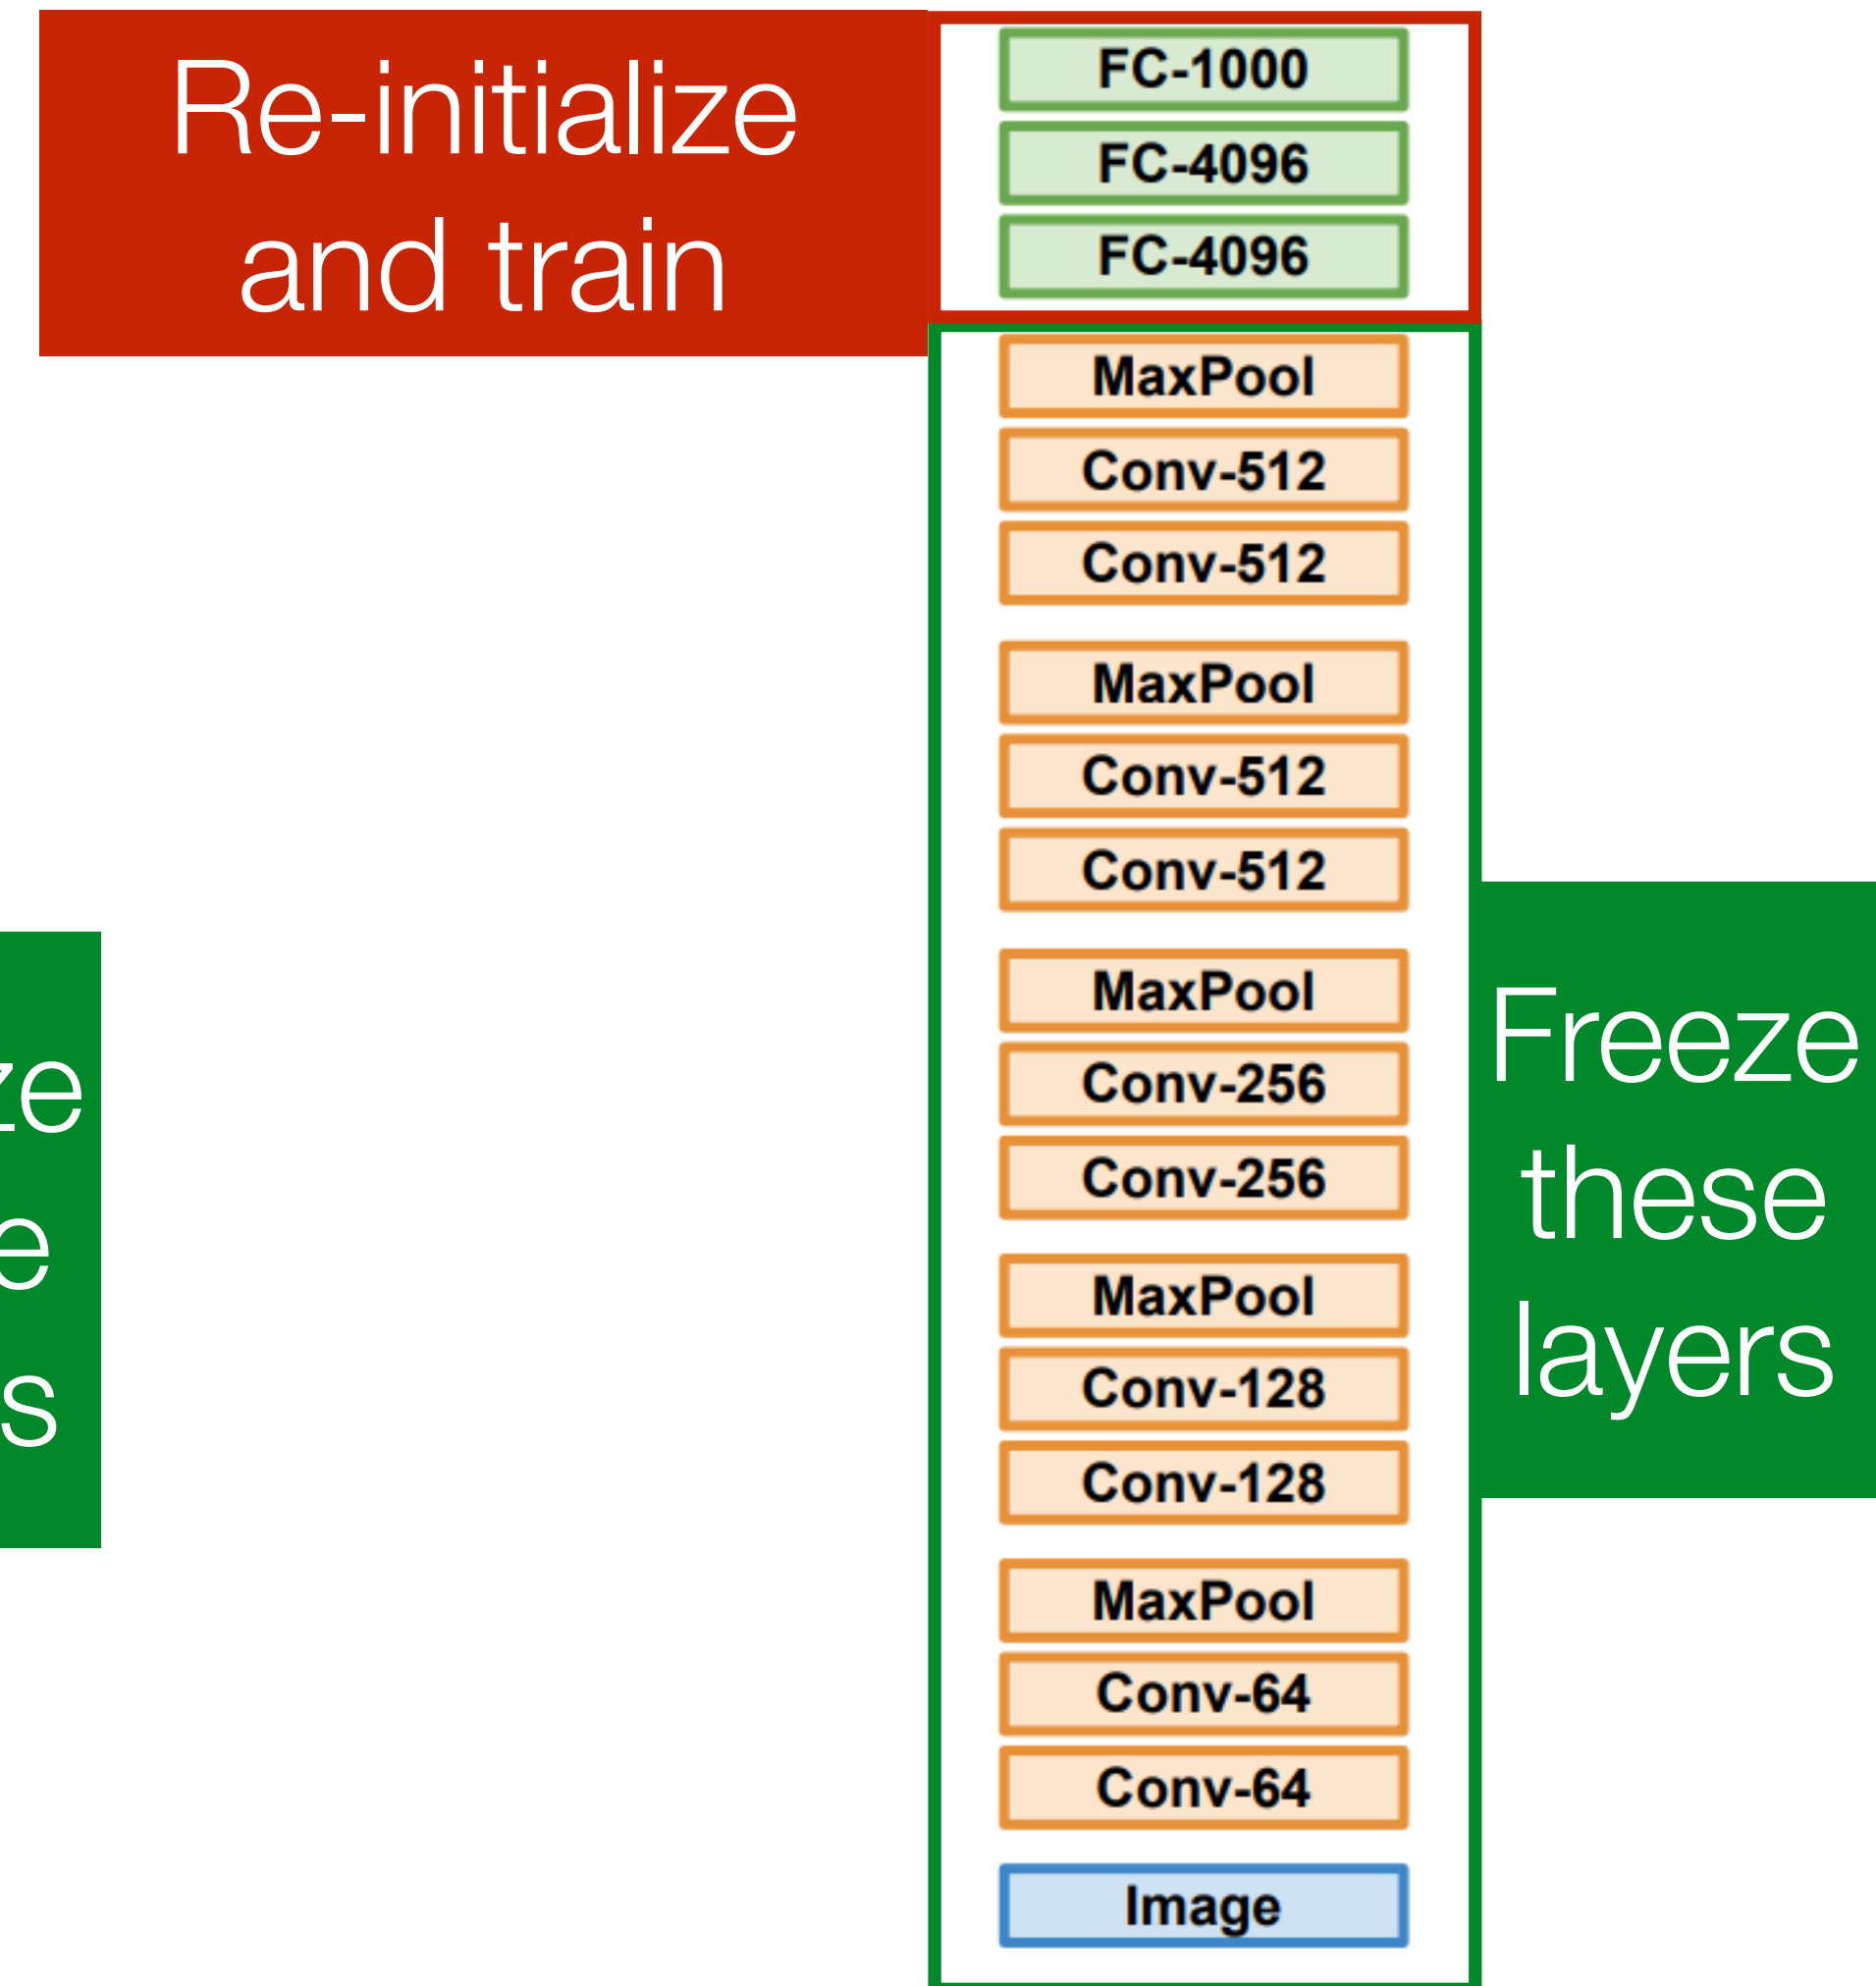 Re-initialize
and train
FC-1000
FC-4096
FC-4096
MaxPool
Conv-512
Conv-512
MaxPool
Conv-512
Conv-512
MaxPool
Conv-256
Conv-256
MaxPool
Conv-128
Conv-128
MaxPool
Conv-64
Conv-64
Image
Freeze
these
layers